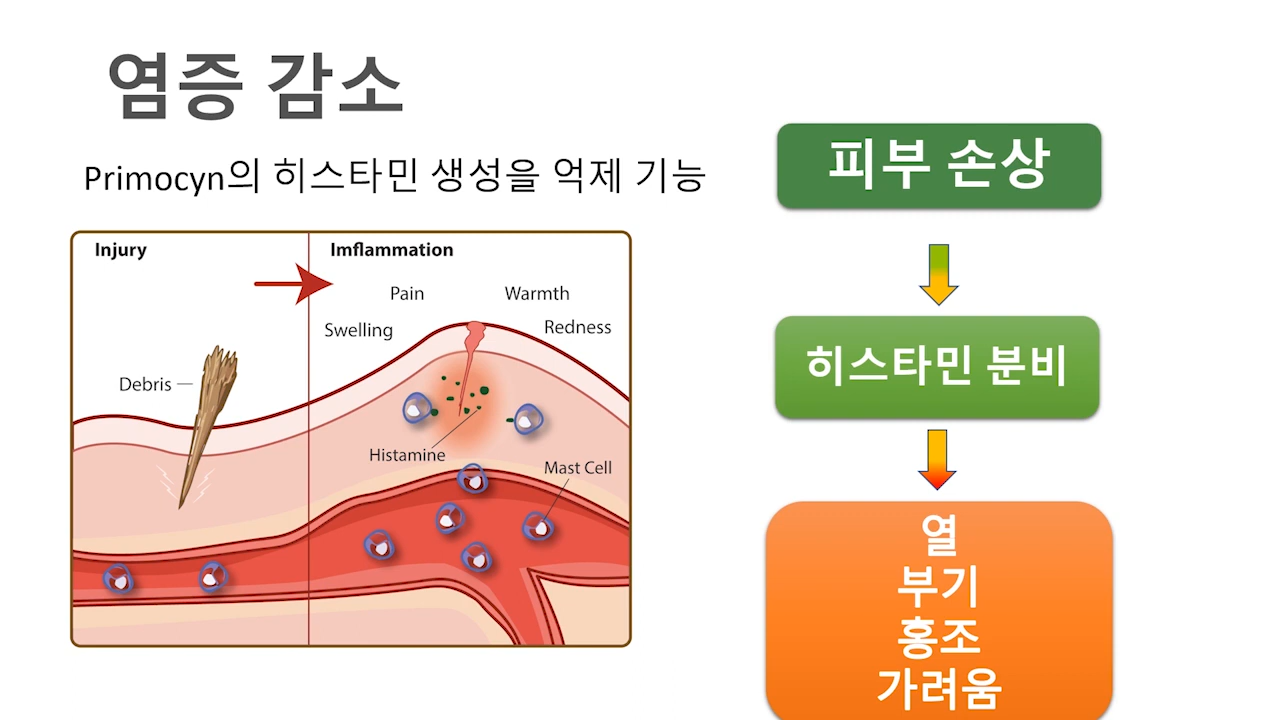 염증 감소
Primocyn의 히스타민 생성을 억제 기능
Injury
Imflammation
Pain
Warmth
Swelling
Redness
Debris
Histamine
Mast Cell
피부 손상
히스타민 분비
열
부기
홍조
가려움